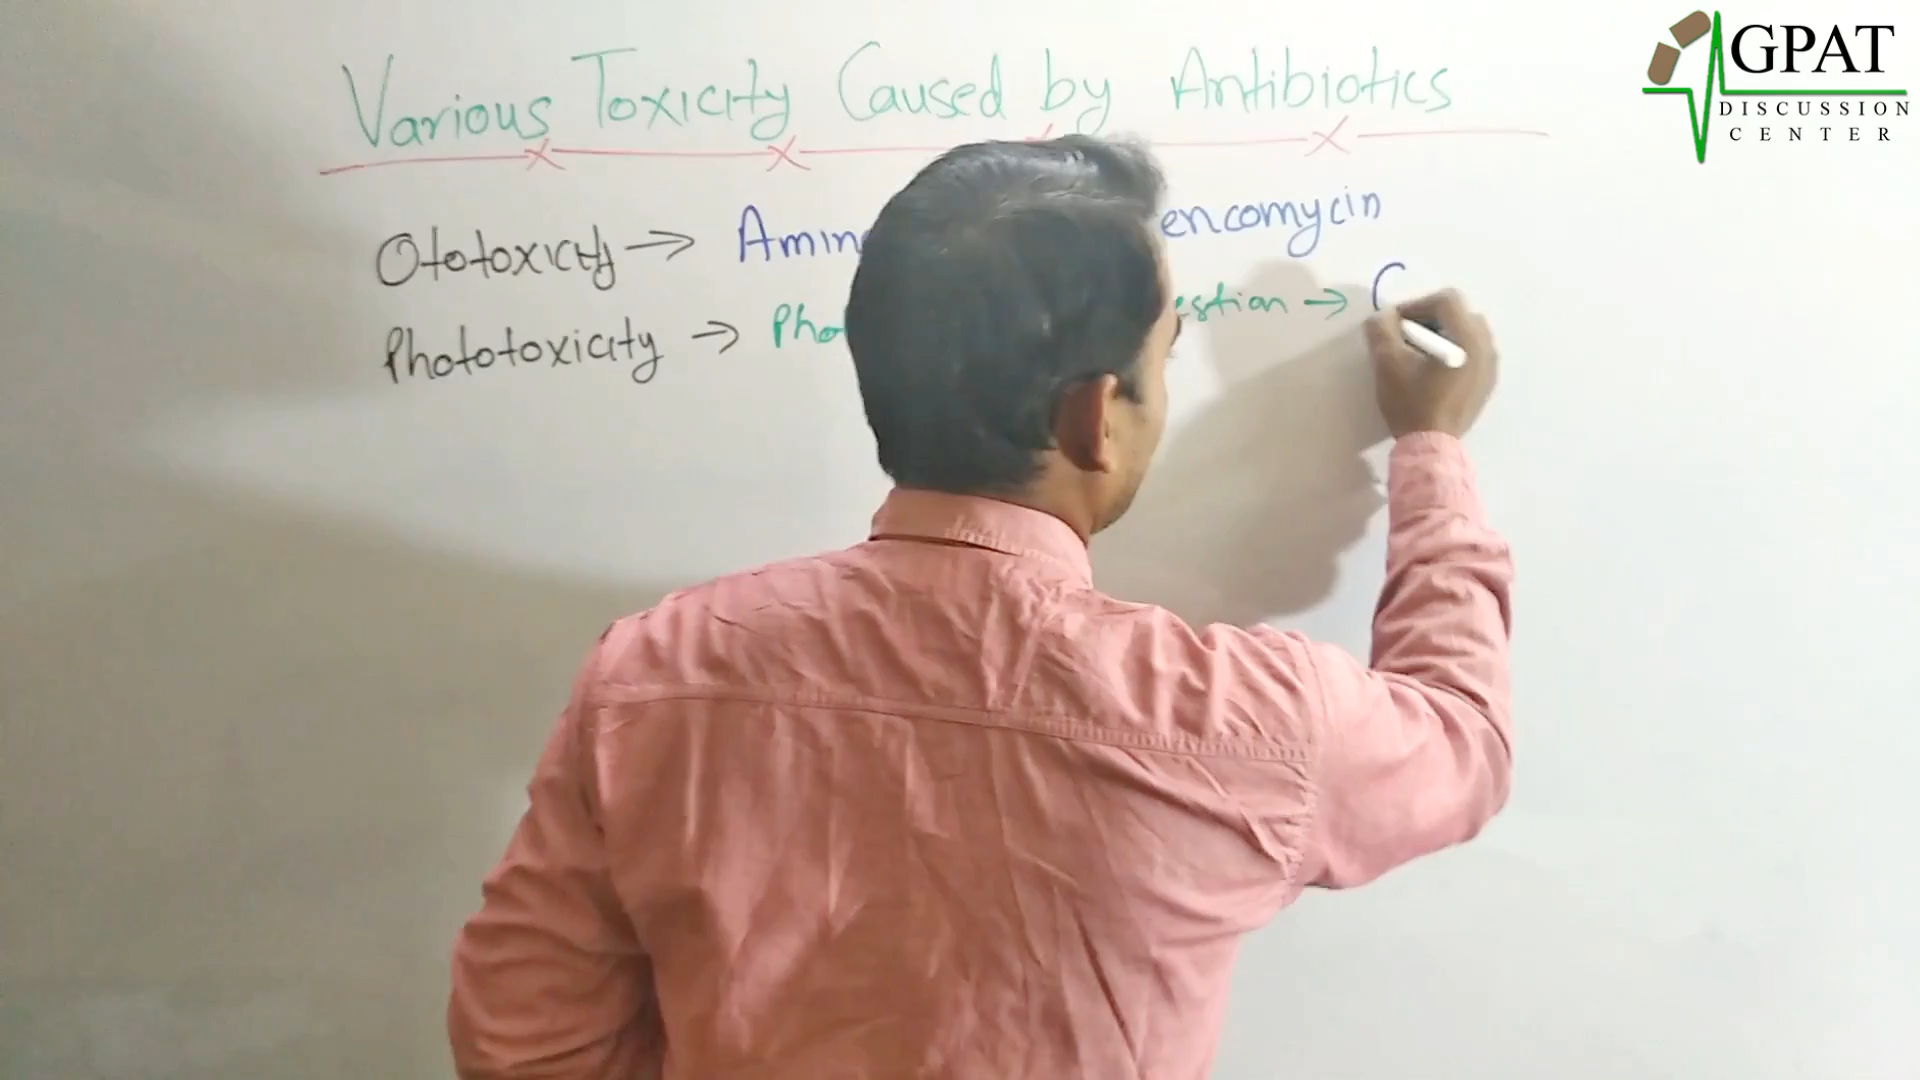 Various Toxicity Caused by Antibiotics
Ototoxicity → Amin encomycin
Phototoxicity → Pho estion →
GPAT
DISCUSSION
CENTER